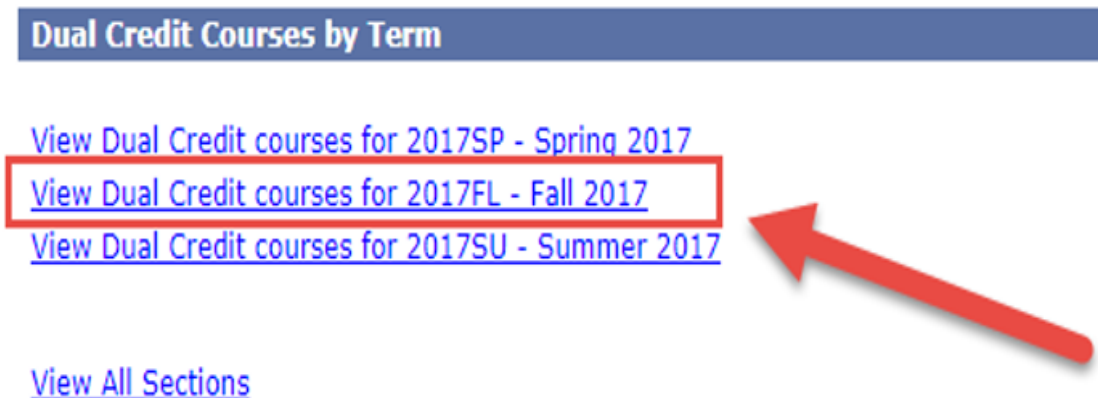 Dual Credit Courses by Term
View Dual Credit courses for 2017SP - Spring 2017
View Dual Credit courses for 2017FL - Fall 2017
View Dual Credit courses for 2017SU - Summer 2017
View All Sections